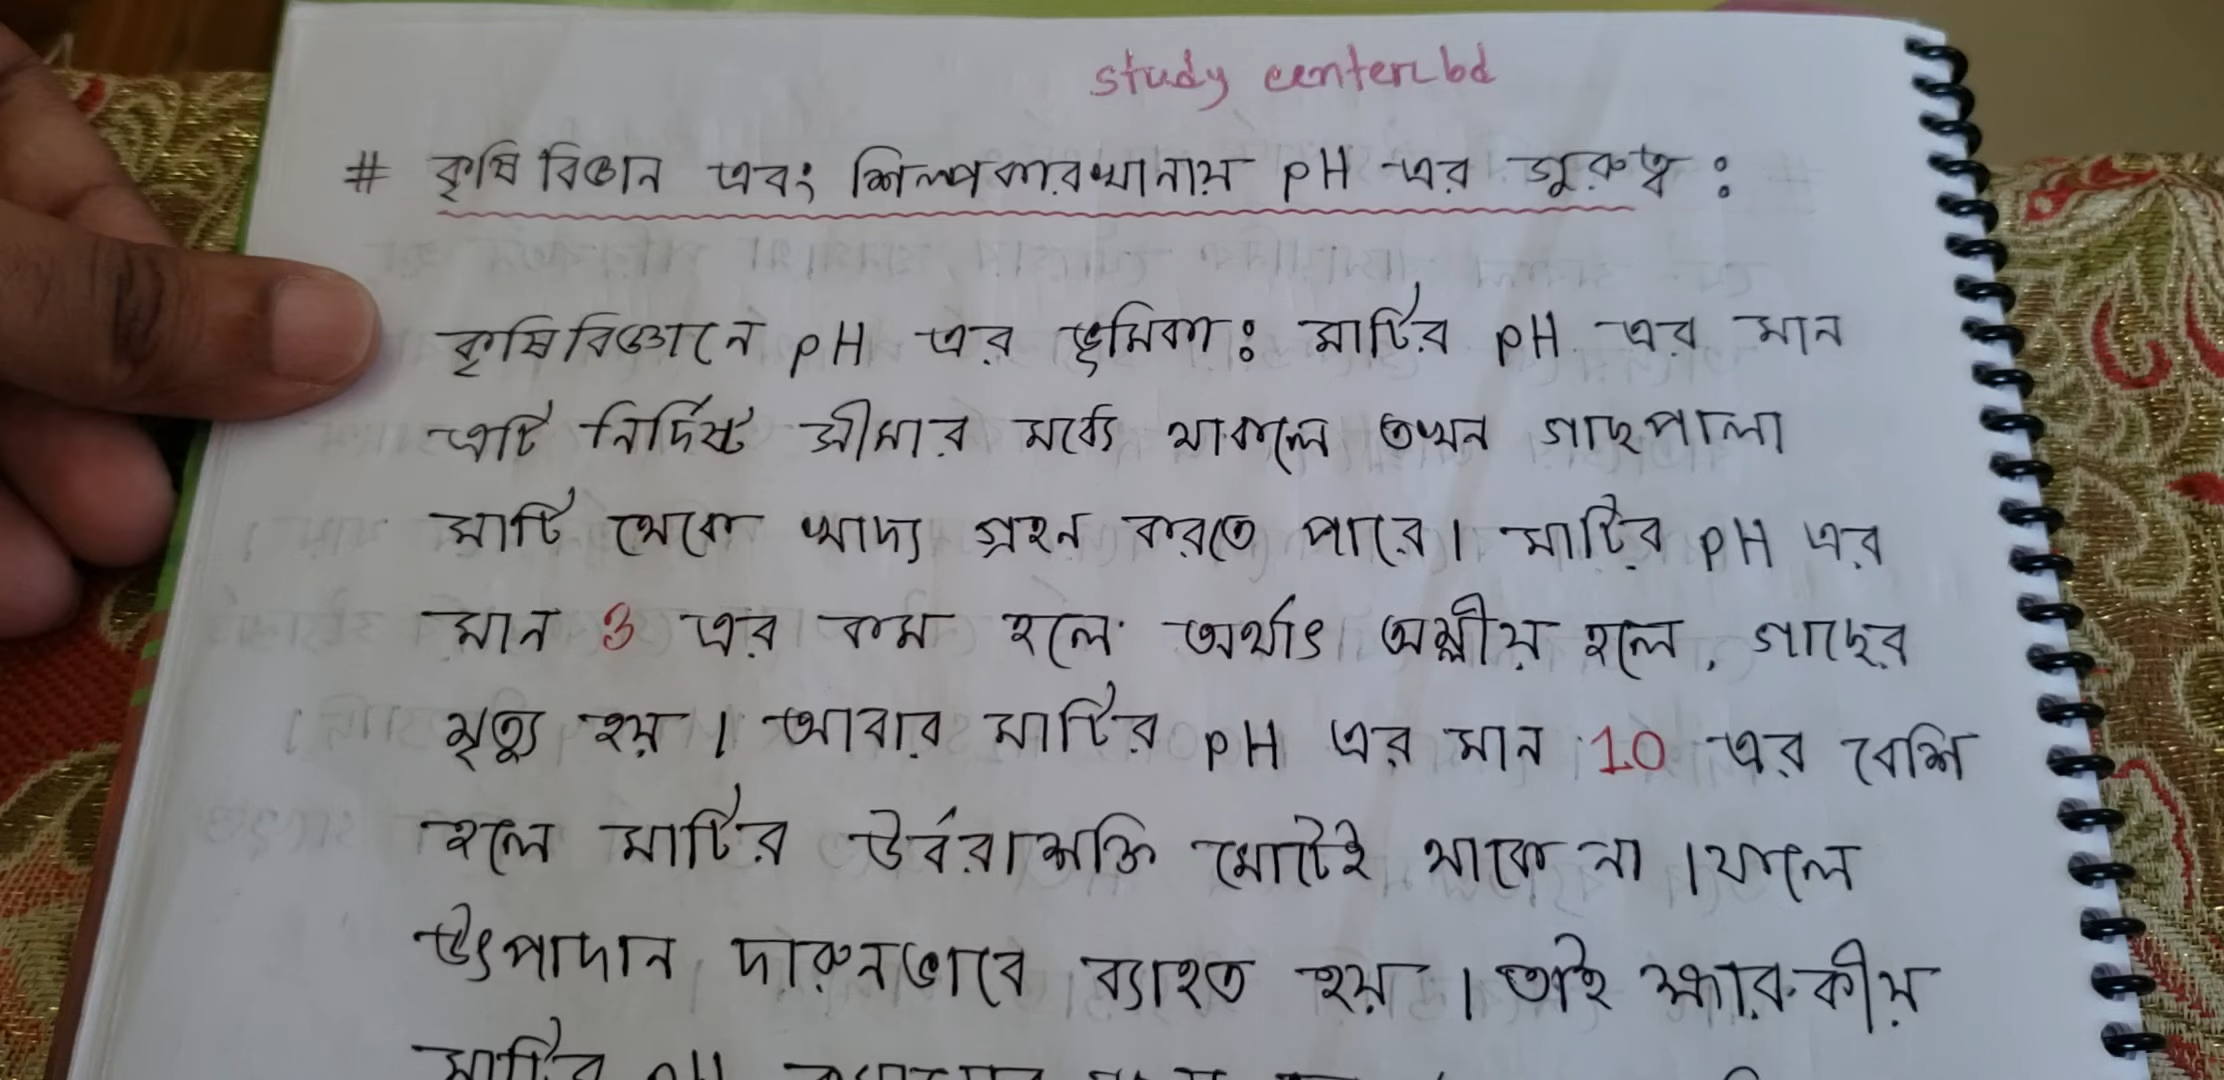 study center bd
# কৃষি বিজ্ঞান এবং শিল্পকারখানায় pH এর গুরুত্ব :
কৃষি বিজ্ঞানে pH এর ভূমিকা : মাটির pH এর মান
এটি নির্দিষ্ট সীমার মধ্যে থাকলে তখন গাছপালা
মাটি থেকে খাদ্য গ্রহন করতে পারে। মাটির pH এর
মান 3 এর কম হলে অর্থাৎ অম্লীয় হলে, গাছের
মৃত্যু হয়। আবার মাটির pH এর মান 10 এর বেশি
হলে মাটির উর্বরাশক্তি মোটেই থাকে না। ফলে
উৎপাদান দারুনভাবে ব্যাহত হয়। তাই ক্ষারকীয়
মাটির pH